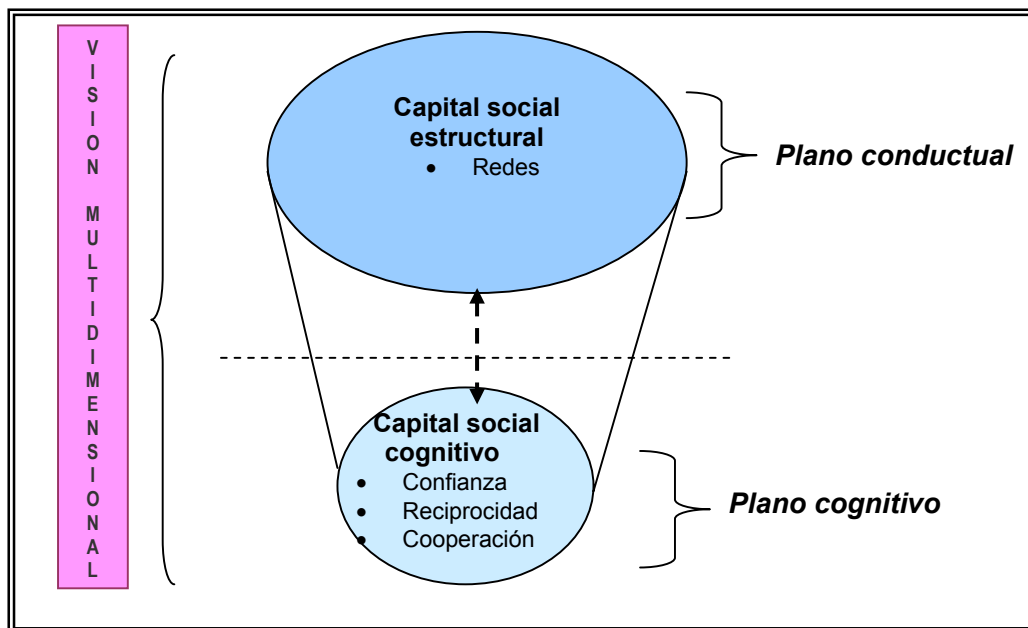 VISION MULTIDIMENSIONAL
Capital social
estructural
• Redes
Plano conductual
Capital social
cognitivo
• Confianza
• Reciprocidad
• Cooperación
Plano cognitivo